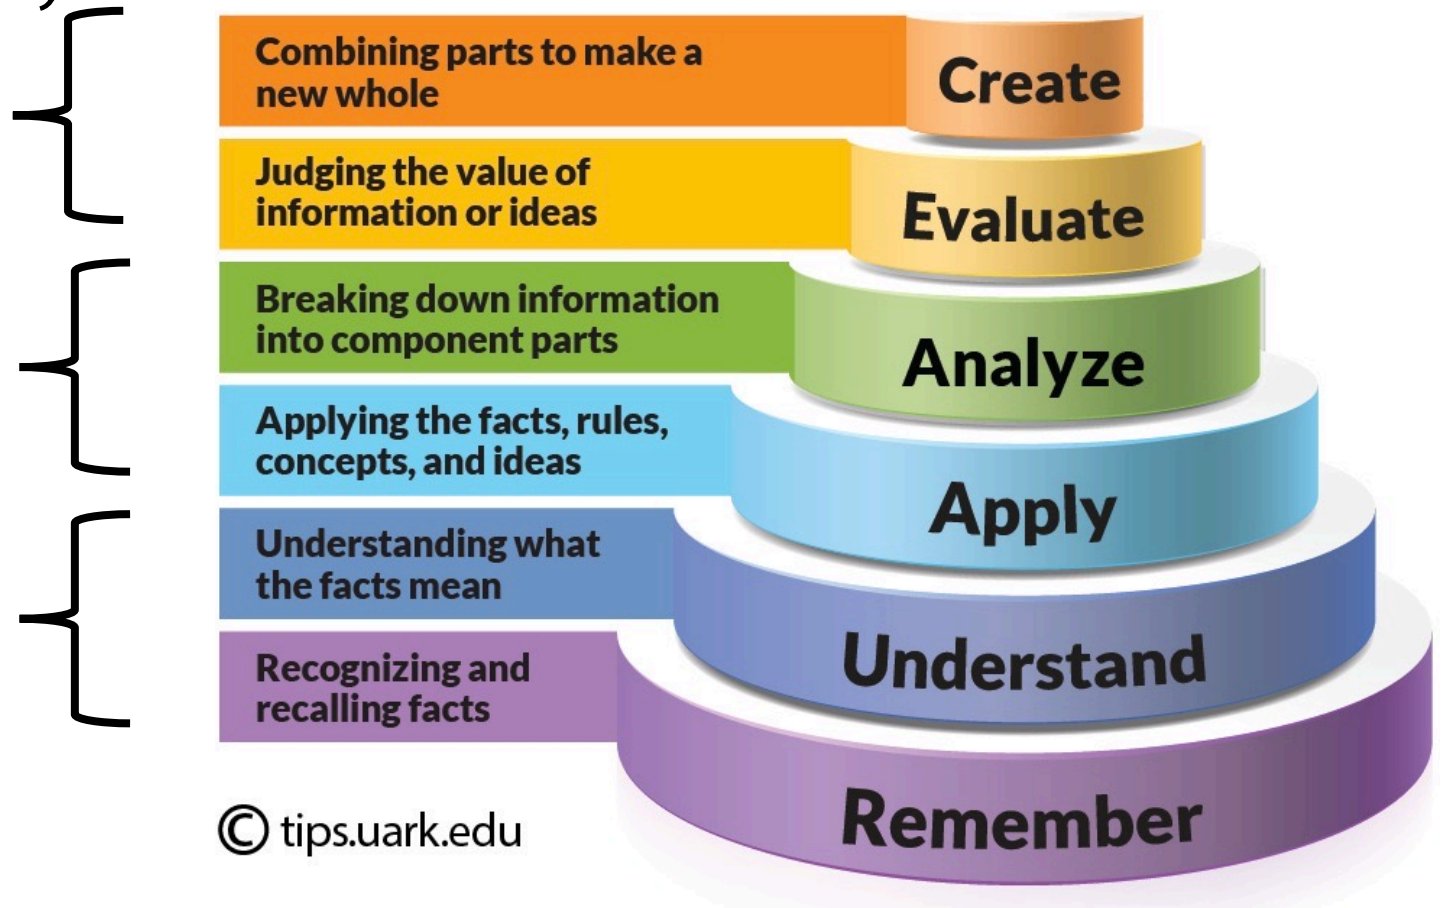 Combining parts to make a
new whole
Create
Judging the value of
information or ideas
Evaluate
Breaking down information
into component parts
Analyze
Applying the facts, rules,
concepts, and ideas
Apply
Understanding what
the facts mean
Understand
Recognizing and
recalling facts
Remember
© tips.uark.edu